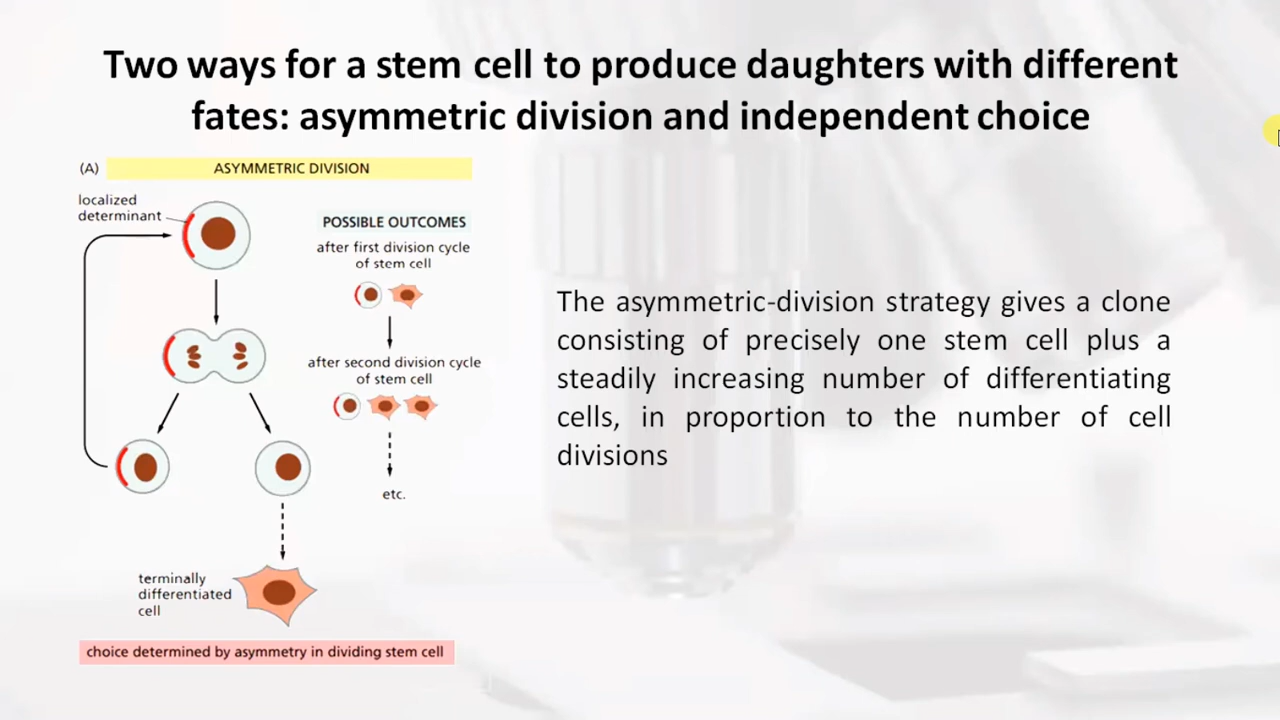 Two ways for a stem cell to produce daughters with different
fates: asymmetric division and independent choice
(A)
ASYMMETRIC DIVISION
localized
determinant
POSSIBLE OUTCOMES
after first division cycle
of stem cell
after second division cycle
of stem cell
etc.
terminally
differentiated
cell
choice determined by asymmetry in dividing stem cell
The asymmetric-division strategy gives a clone
consisting of precisely one stem cell plus a
steadily increasing number of differentiating
cells, in proportion to the number of cell
divisions